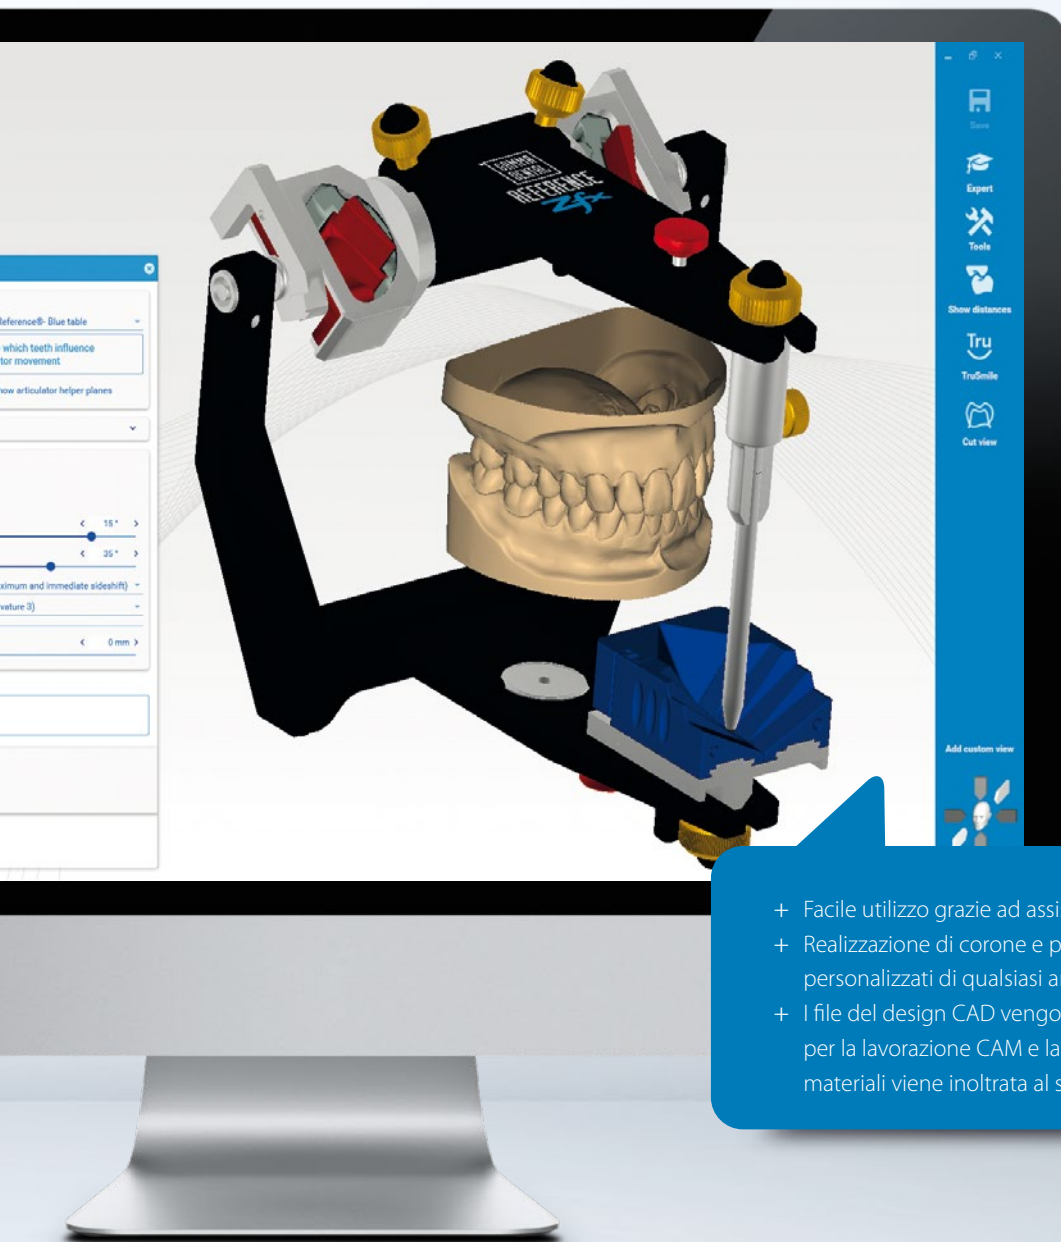 Reference®- Blue table
which teeth influence
tor movement
how articulator helper planes
15°
35°
ximum and immediate sideshift)
vature 3)
0 mm
GAMMA
DENTAL
REFERENCE
Zfx
Save
Expert
Tools
Show distances
Tru
TruSmile
Cut view
Add custom view
+ Facile utilizzo grazie ad assi
+ Realizzazione di corone e p
personalizzati di qualsiasi a
+ I file del design CAD vengo
per la lavorazione CAM e la
materiali viene inoltrata al s